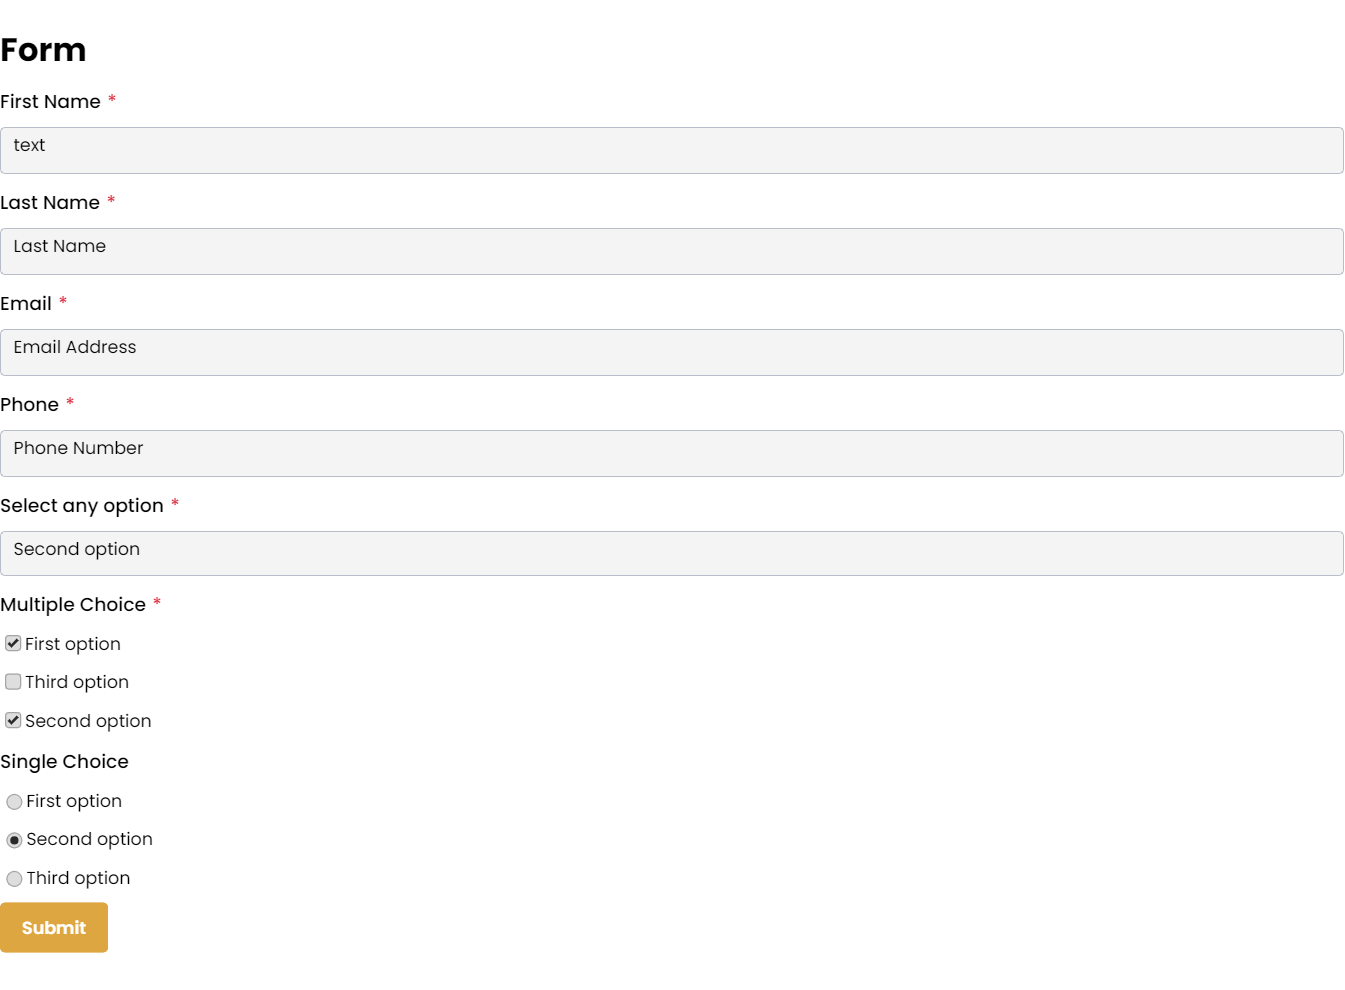 Form
First Name *
text
Last Name *
Last Name
Email *
Email Address
Phone *
Phone Number
Select any option *
Second option
Multiple Choice *
First option
Third option
Second option
Single Choice
First option
Second option
Third option
Submit